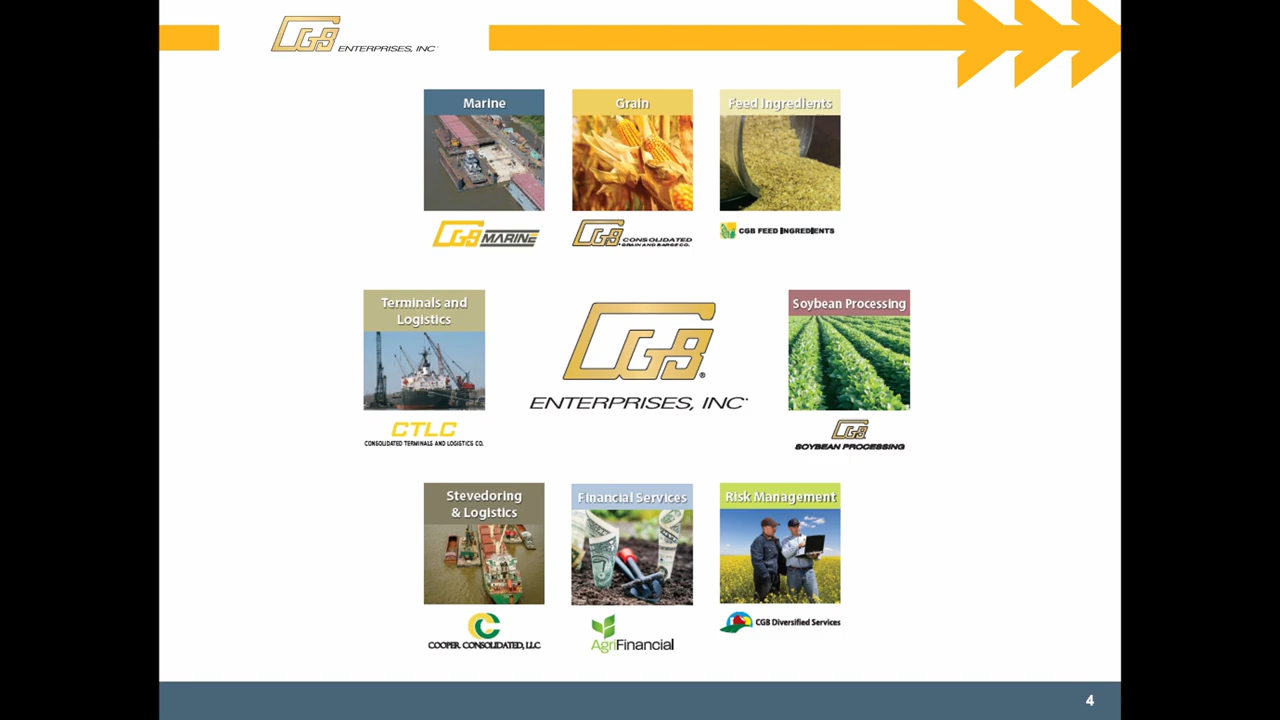 CGB ENTERPRISES, INC
Marine
Grain
Feed Ingredients
CGB MARINE
CGB CONSOLIDATED
GRAIN AND BARGE CO.
CGB FEED INGREDIENTS
Terminals and
Logistics
CTLC
CONSOLIDATED TERMINALS AND LOGISTICS CO.
CGB®
ENTERPRISES, INC
Soybean Processing
CGB
SOYBEAN PROCESSING
Stevedoring
& Logistics
COOPER CONSOLIDATED, LLC
Financial Services
AgriFinancial
Risk Management
CGB Diversified Services
4